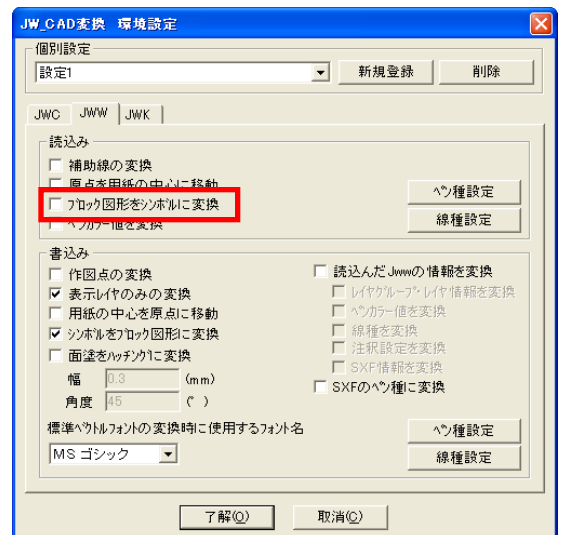 JW_CAD変換 環境設定
個別設定
設定1
新規登録
削除
JWC
JWW
JWK
読込み
補助線の変換
原点を用紙の中心に移動
ﾌﾞﾛｯｸ図形をｼﾝﾎﾞﾙに変換
ﾍﾟﾝｶﾗｰ値を変換
ﾍﾟﾝ種設定
線種設定
書込み
作図点の変換
表示ﾚｲﾔのみの変換
用紙の中心を原点に移動
ｼﾝﾎﾞﾙをﾌﾞﾛｯｸ図形に変換
面塗をﾊｯﾁﾝｸﾞに変換
幅 0.3 (mm)
角度 45 (°)
読込んだJwwの情報を変換
ﾚｲﾔｸﾞﾙｰﾌﾟ・ﾚｲﾔ情報を変換
ﾍﾟﾝｶﾗｰ値を変換
線種を変換
注釈設定を変換
SXF情報を変換
SXFのﾍﾟﾝ種に変換
標準ﾍﾞｸﾄﾙﾌｫﾝﾄの変換時に使用するﾌｫﾝﾄ名
MS ゴシック
ﾍﾟﾝ種設定
線種設定
了解(O)
取消(C)